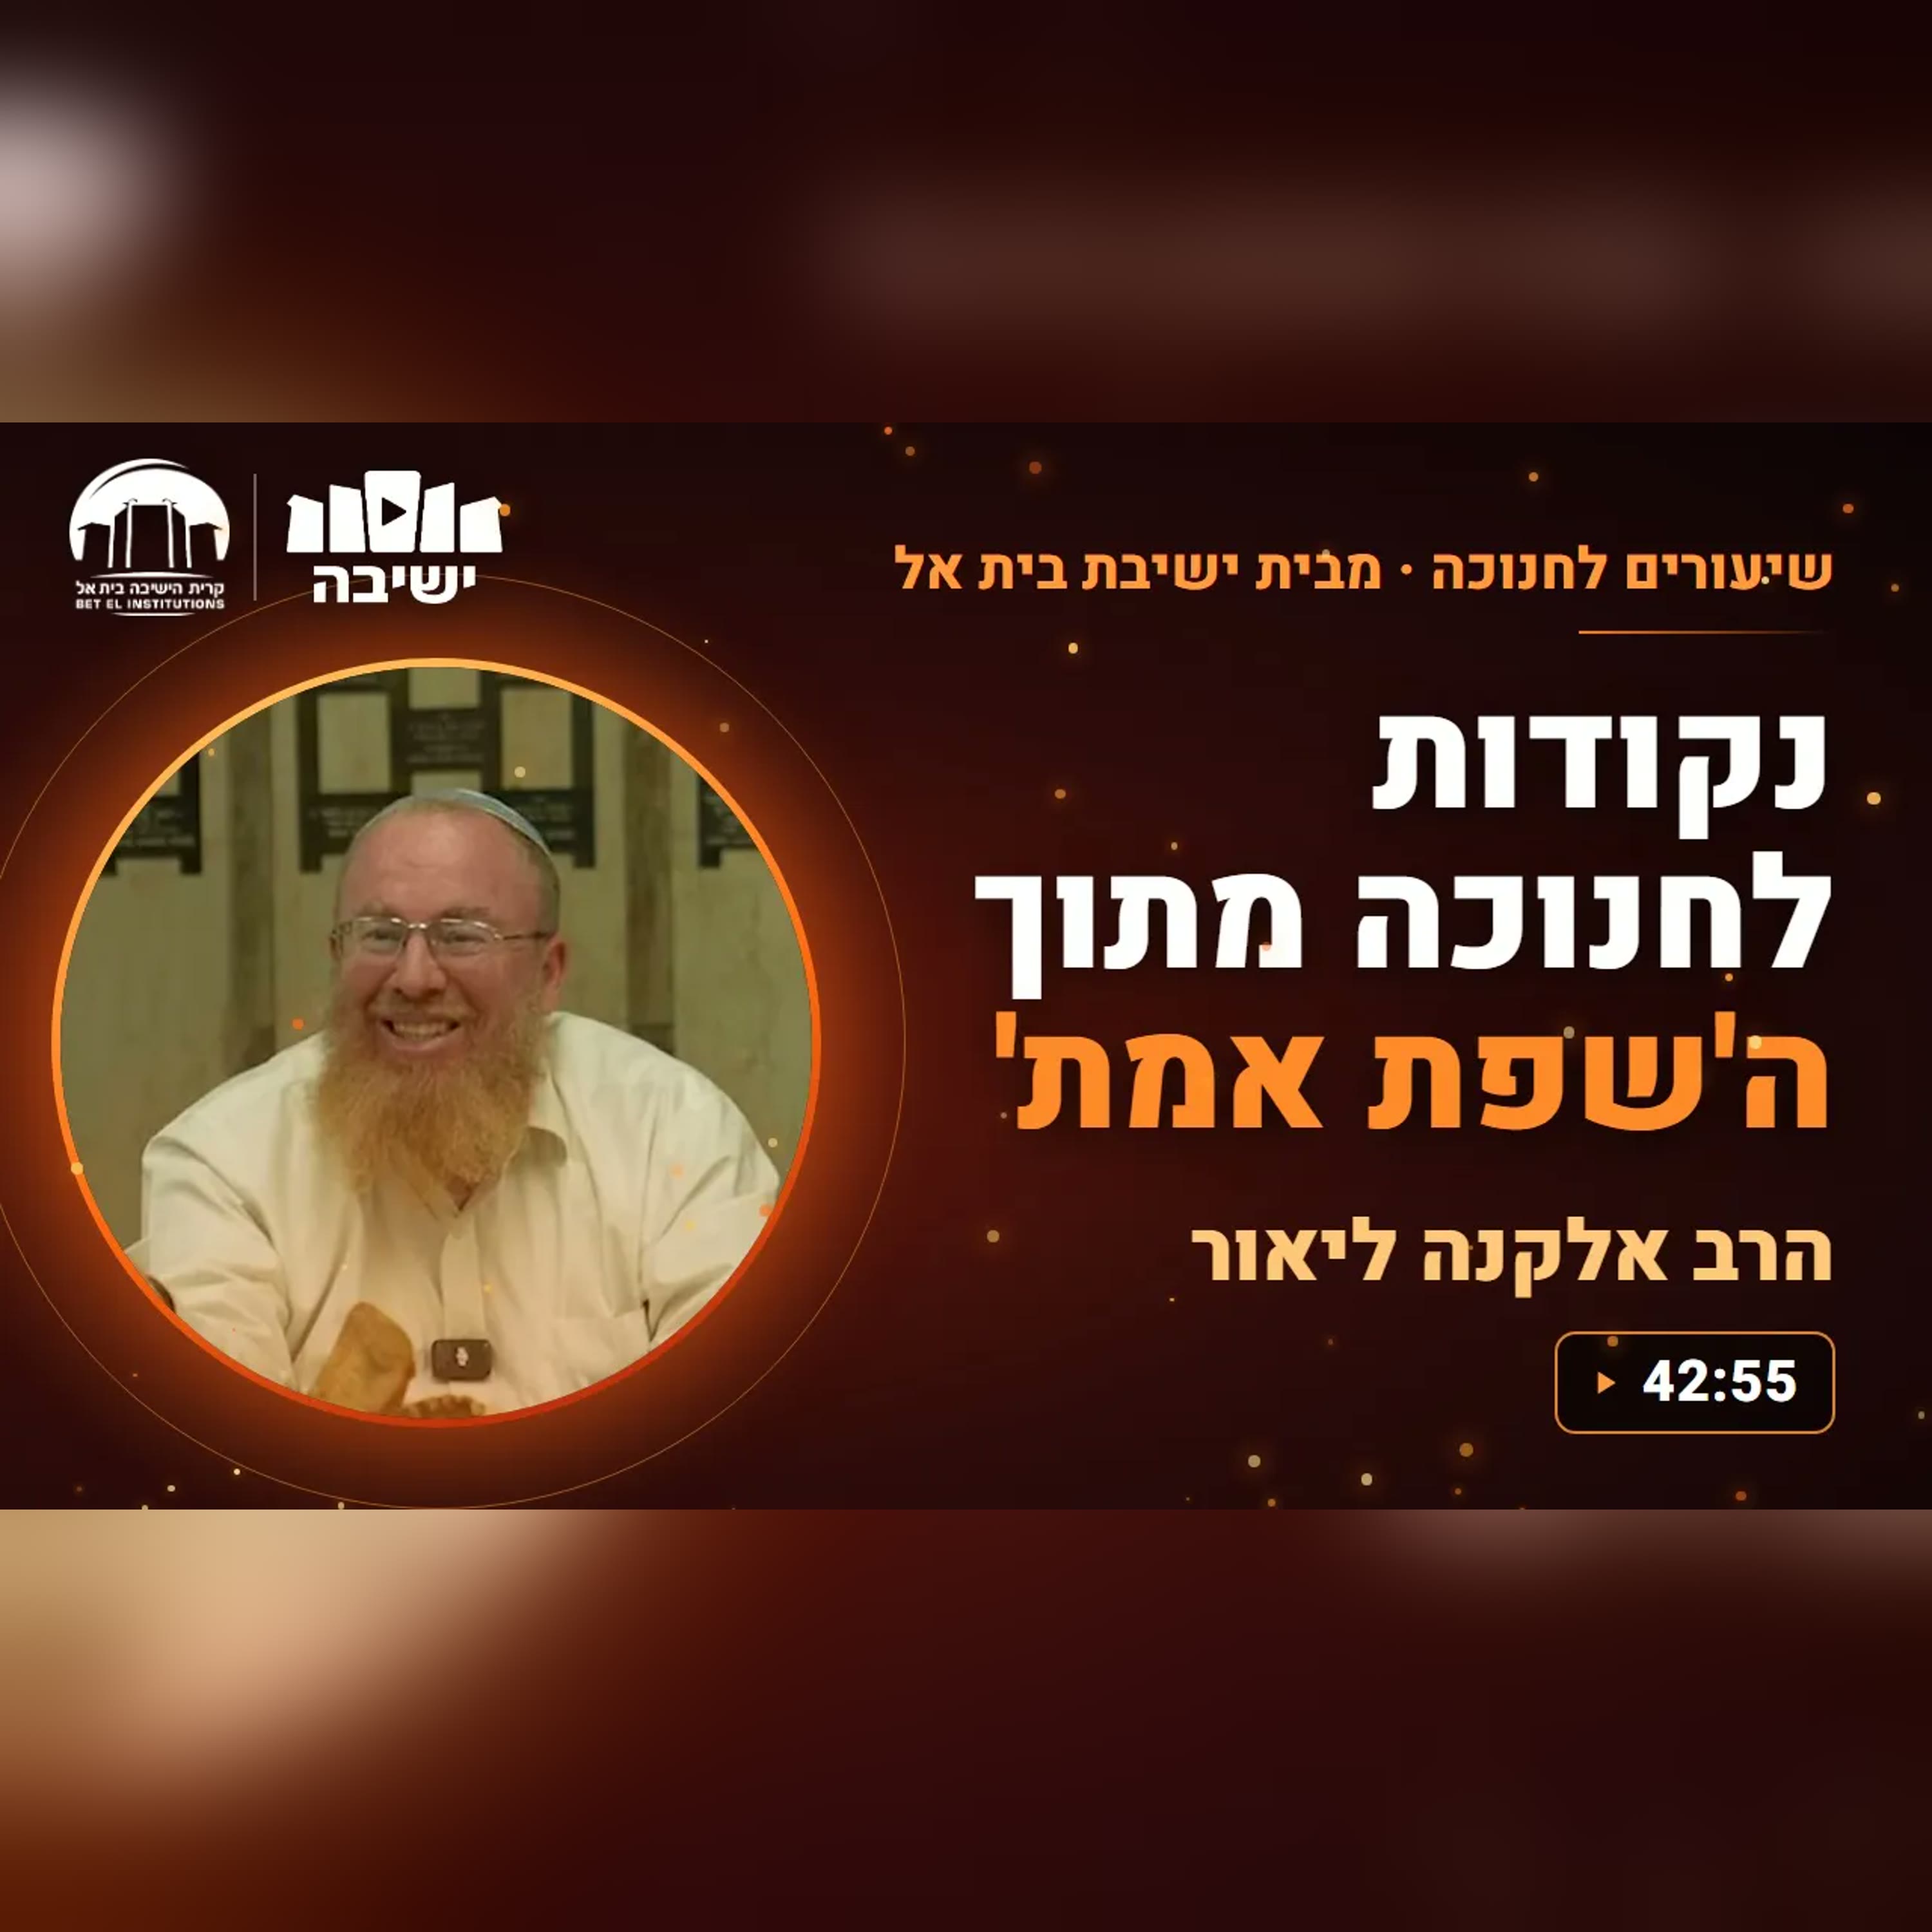 קרית הישיבה בית אל
BET EL INSTITUTIONS
ישיבה
שיעורים לחנוכה · מבית ישיבת בית אל
נקודות
לחנוכה מתוך
ה'שפת אמת'
הרב אלקנה ליאור
42:55